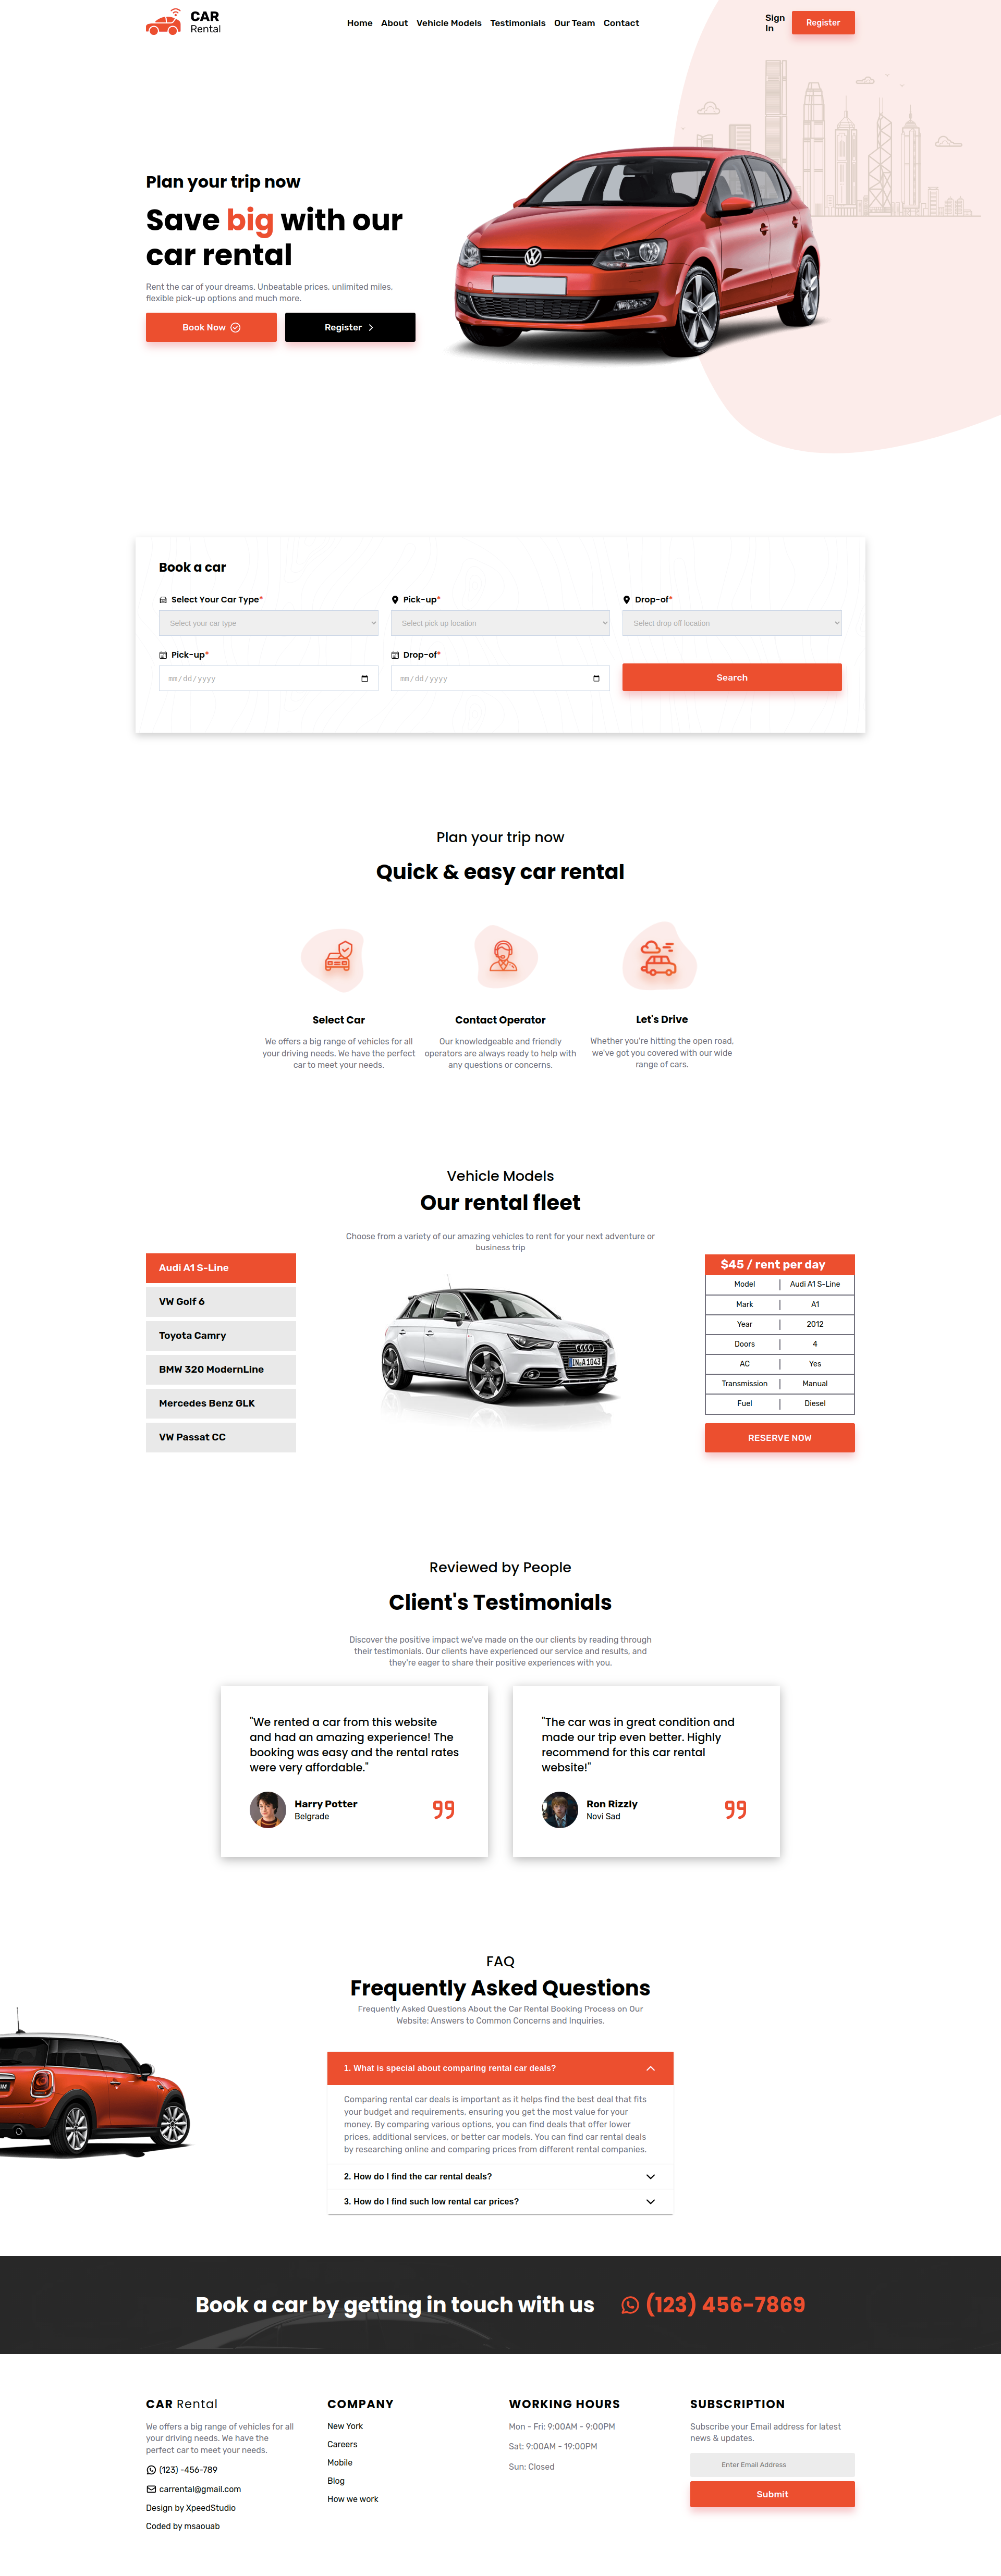 CAR
Rental
Home About Vehicle Models Testimonials Our Team Contact
Sign
In
Register
Plan your trip now
Save big with our
car rental
Rent the car of your dreams. Unbeatable prices, unlimited miles,
flexible pick-up options and much more.
Book Now
Register
Book a car
Select Your Car Type*
Pick-up*
Drop-of*
Select your car type
Select pick up location
Select drop off location
Pick-up*
Drop-of*
mm/dd/yyyy
mm/dd/yyyy
Search
Plan your trip now
Quick & easy car rental
Select Car
We offers a big range of vehicles for all
your driving needs. We have the perfect
car to meet your needs.
Contact Operator
Our knowledgeable and friendly
operators are always ready to help with
any questions or concerns.
Let's Drive
Whether you're hitting the open road,
we've got you covered with our wide
range of cars.
Vehicle Models
Our rental fleet
Choose from a variety of our amazing vehicles to rent for your next adventure or
business trip
Audi A1 S-Line
VW Golf 6
Toyota Camry
BMW 320 ModernLine
Mercedes Benz GLK
VW Passat CC
IN·A 1043
$45 / rent per day
Model Audi A1 S-Line
Mark A1
Year 2012
Doors 4
AC Yes
Transmission Manual
Fuel Diesel
RESERVE NOW
Reviewed by People
Client's Testimonials
Discover the positive impact we've made on the our clients by reading through
their testimonials. Our clients have experienced our service and results, and
they're eager to share their positive experiences with you.
"We rented a car from this website
and had an amazing experience! The
booking was easy and the rental rates
were very affordable."
Harry Potter
Belgrade
"The car was in great condition and
made our trip even better. Highly
recommend for this car rental
website!"
Ron Rizzly
Novi Sad
FAQ
Frequently Asked Questions
Frequently Asked Questions About the Car Rental Booking Process on Our
Website: Answers to Common Concerns and Inquiries.
1. What is special about comparing rental car deals?
Comparing rental car deals is important as it helps find the best deal that fits
your budget and requirements, ensuring you get the most value for your
money. By comparing various options, you can find deals that offer lower
prices, additional services, or better car models. You can find car rental deals
by researching online and comparing prices from different rental companies.
2. How do I find the car rental deals?
3. How do I find such low rental car prices?
Book a car by getting in touch with us
(123) 456-7869
CAR Rental
We offers a big range of vehicles for all
your driving needs. We have the
perfect car to meet your needs.
(123) -456-789
carrental@gmail.com
Design by XpeedStudio
Coded by msaouab
COMPANY
New York
Careers
Mobile
Blog
How we work
WORKING HOURS
Mon - Fri: 9:00AM - 9:00PM
Sat: 9:00AM - 19:00PM
Sun: Closed
SUBSCRIPTION
Subscribe your Email address for latest
news & updates.
Enter Email Address
Submit